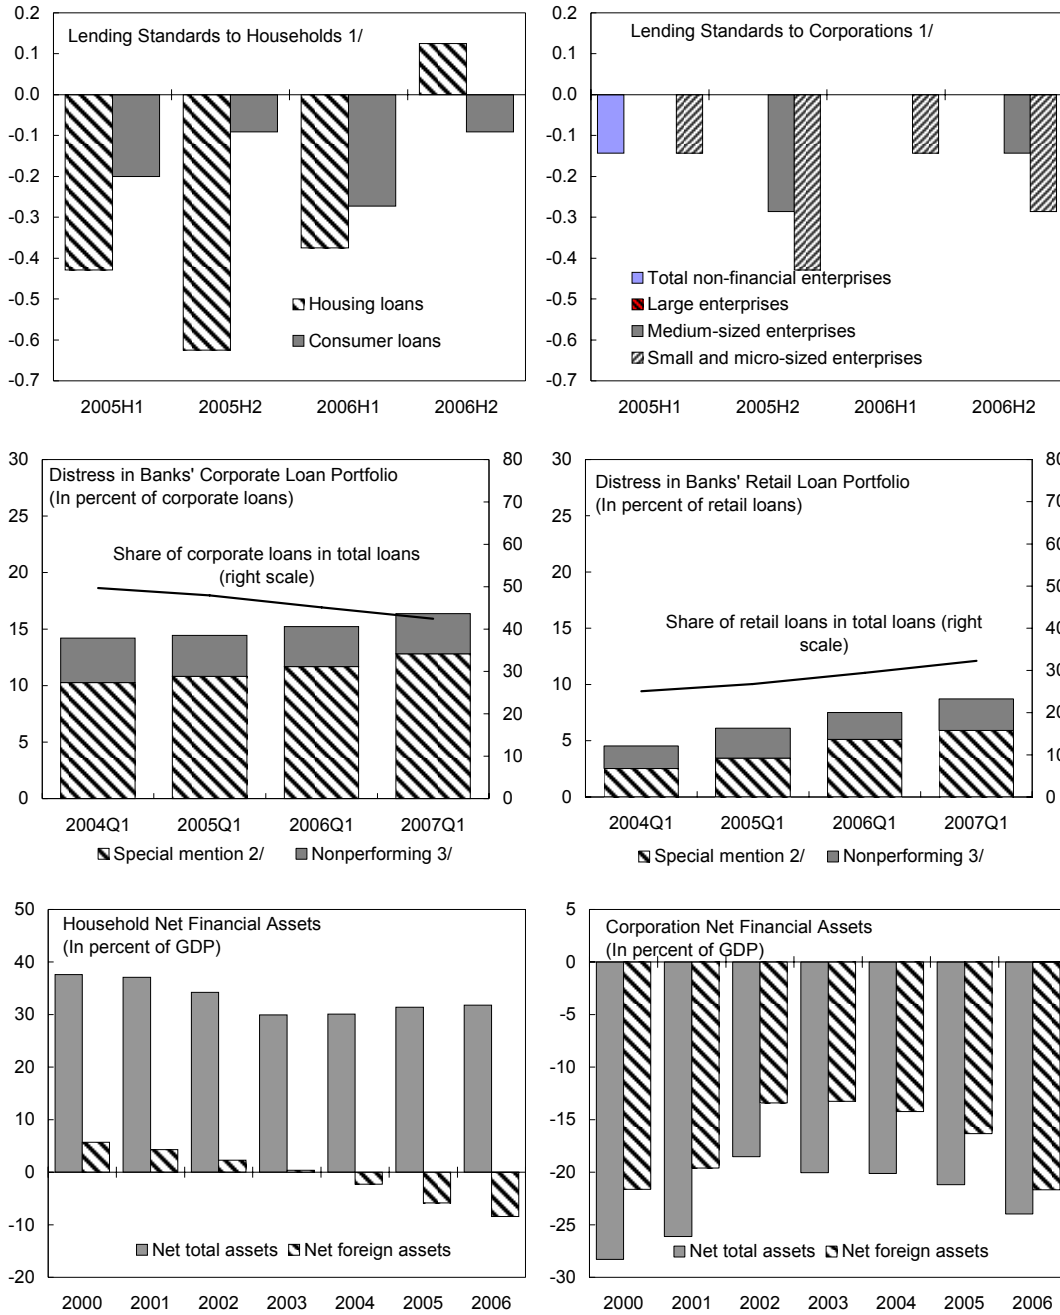 Lending Standards to Households 1/
0.2
0.1
0.0
-0.1
-0.2
-0.3
-0.4
-0.5
-0.6
-0.7
Housing loans
Consumer loans
2005H1 2005H2 2006H1 2006H2
Lending Standards to Corporations 1/
0.2
0.1
0.0
-0.1
-0.2
-0.3
-0.4
-0.5
-0.6
-0.7
Total non-financial enterprises
Large enterprises
Medium-sized enterprises
Small and micro-sized enterprises
2005H1 2005H2 2006H1 2006H2
Distress in Banks' Corporate Loan Portfolio
(In percent of corporate loans)
30
25
20
15
10
5
0
Share of corporate loans in total loans
(right scale)
80
70
60
50
40
30
20
10
0
2004Q1 2005Q1 2006Q1 2007Q1
Special mention 2/ Nonperforming 3/
Distress in Banks' Retail Loan Portfolio
(In percent of retail loans)
30
25
20
15
10
5
0
Share of retail loans in total loans (right
scale)
80
70
60
50
40
30
20
10
0
2004Q1 2005Q1 2006Q1 2007Q1
Special mention 2/ Nonperforming 3/
Household Net Financial Assets
(In percent of GDP)
50
40
30
20
10
0
-10
-20
Net total assets Net foreign assets
2000 2001 2002 2003 2004 2005 2006
Corporation Net Financial Assets
(In percent of GDP)
5
0
-5
-10
-15
-20
-25
-30
Net total assets Net foreign assets
2000 2001 2002 2003 2004 2005 2006